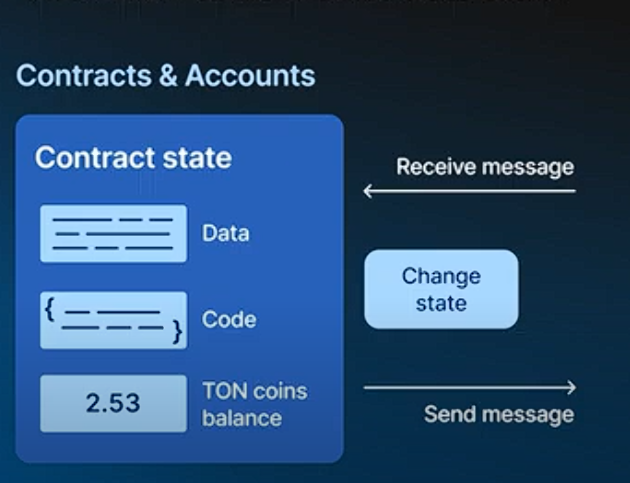 Contracts & Accounts
Contract state
Receive message
Data
Change
state
{
}
Code
2.53
TON coins
balance
Send message